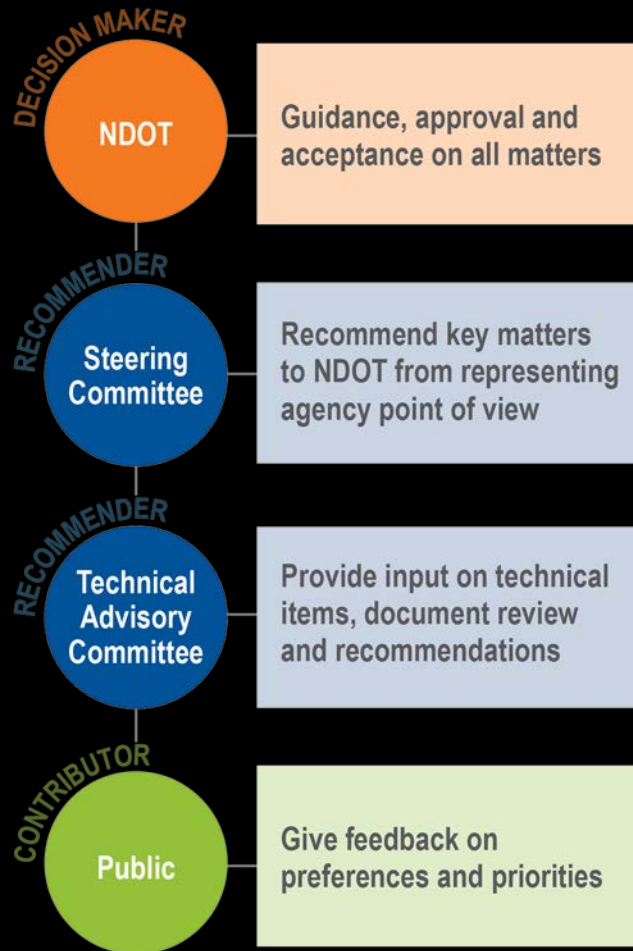 DECISION MAKER
NDOT
Guidance, approval and
acceptance on all matters
RECOMMENDER
Steering
Committee
Recommend key matters
to NDOT from representing
agency point of view
RECOMMENDER
Technical
Advisory
Committee
Provide input on technical
items, document review
and recommendations
CONTRIBUTOR
Public
Give feedback on
preferences and priorities